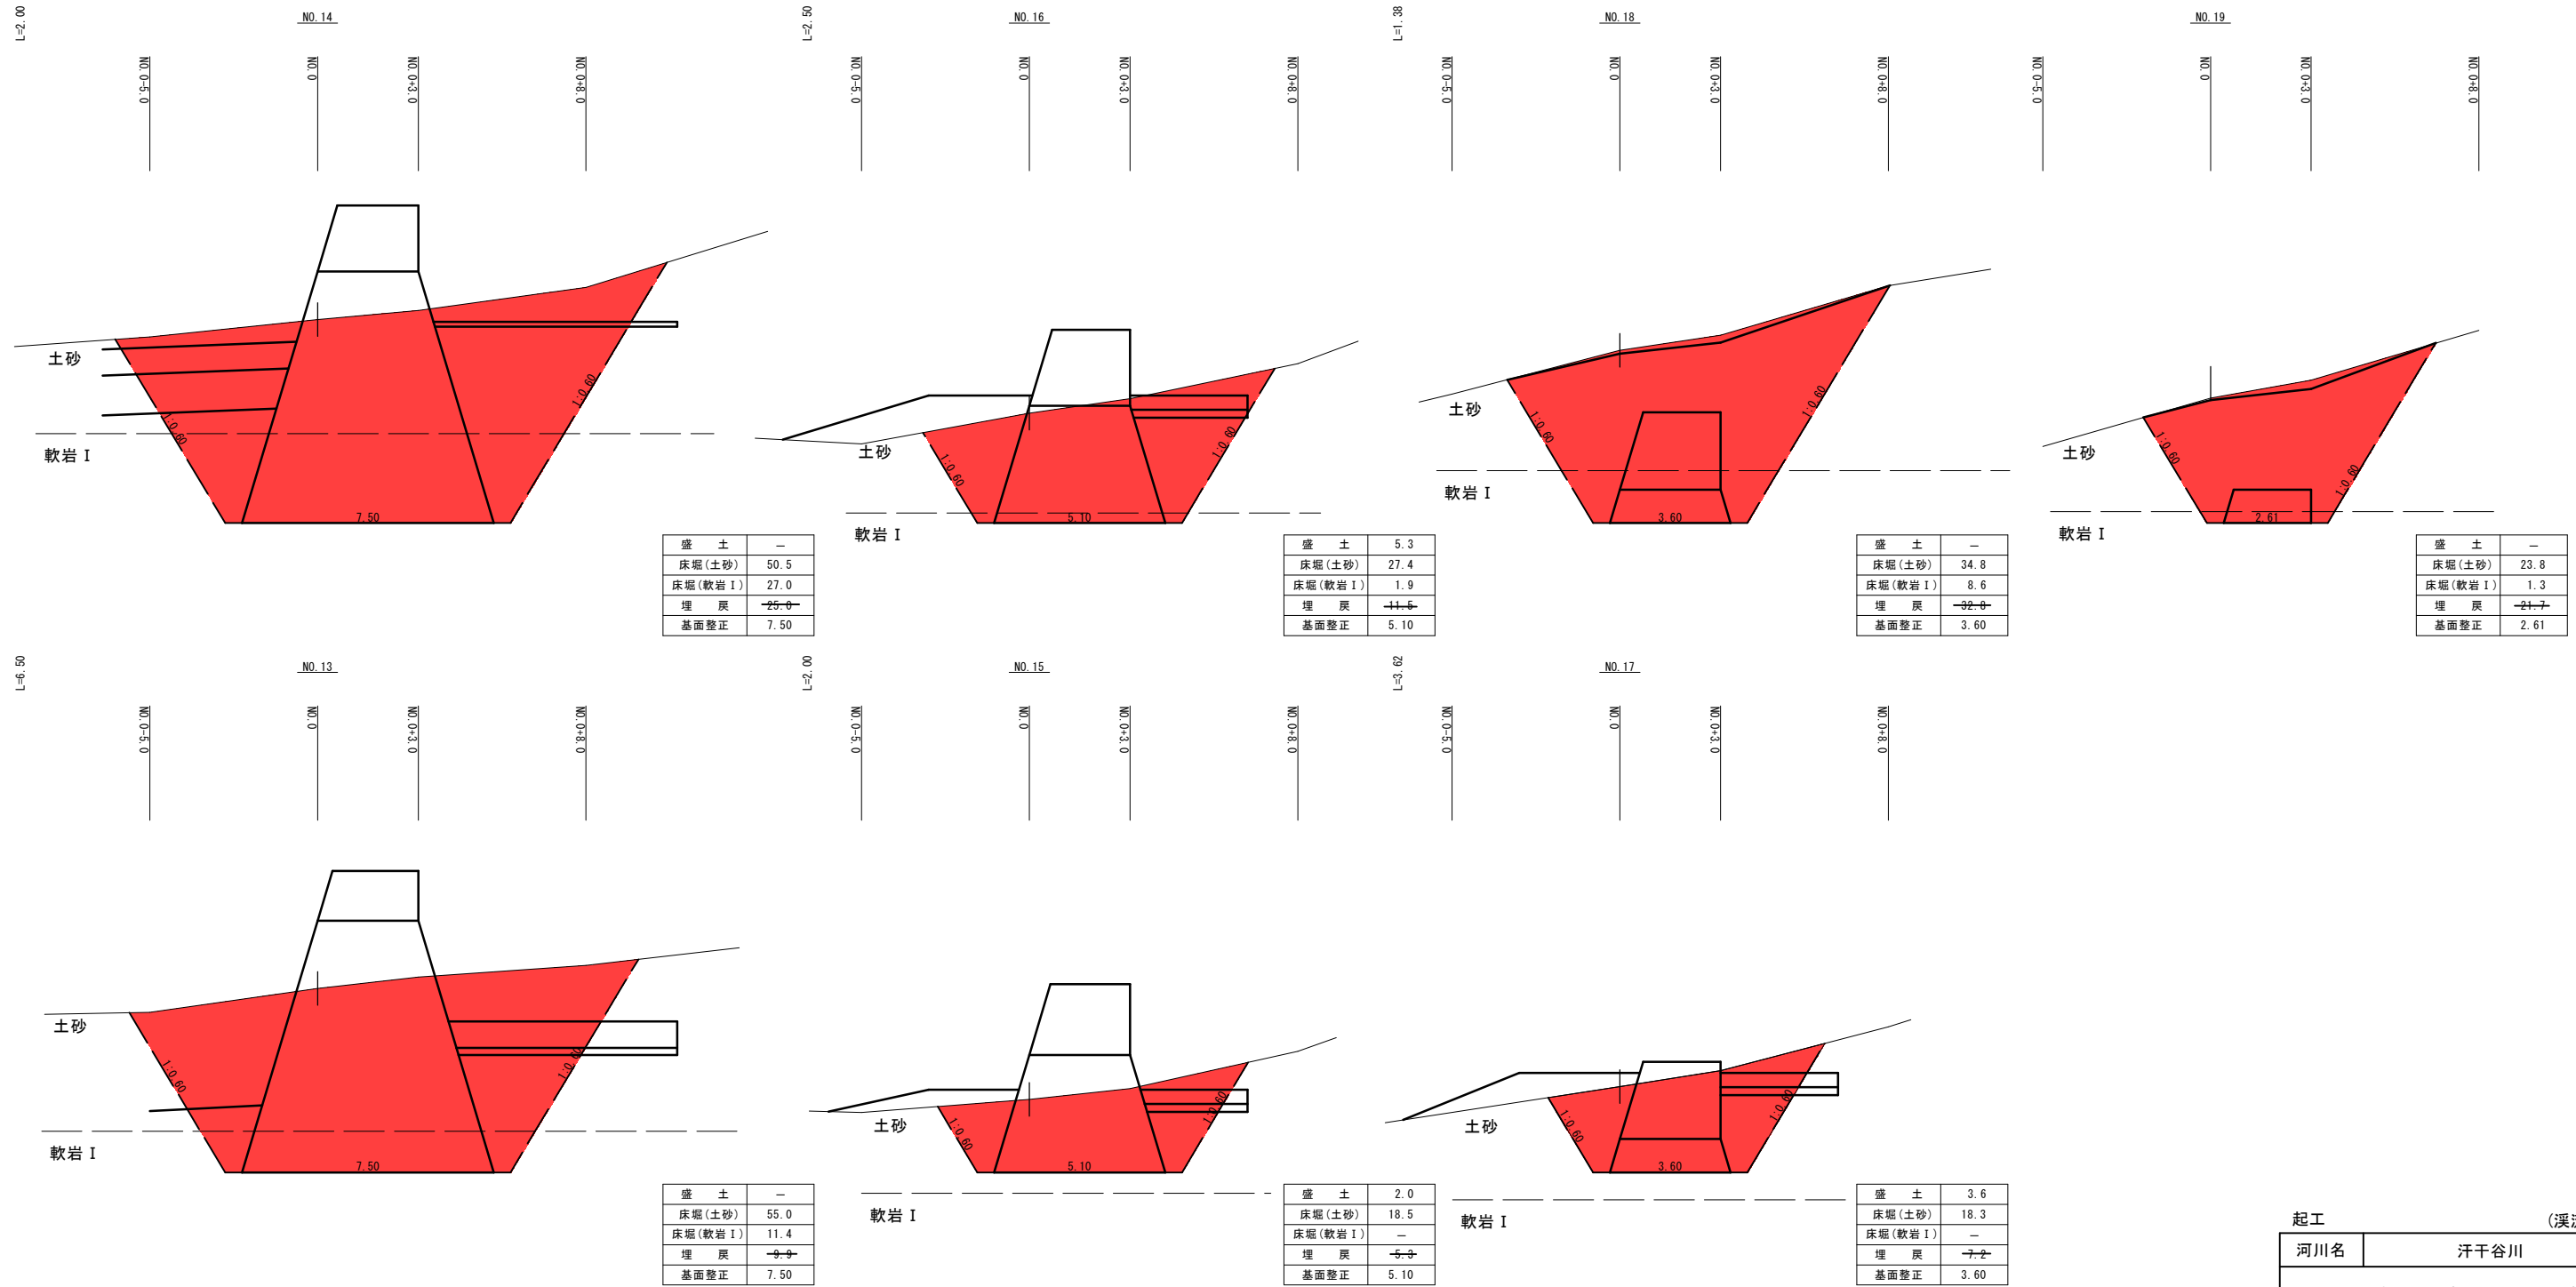 L=2.00
NO.14
NO.0-5.0
NO.0
NO.0+3.0
NO.0+8.0
土砂
軟岩Ⅰ
1:0.60
1:0.60
7.50
盛 土 −
床堀(土砂) 50.5
床堀(軟岩Ⅰ) 27.0
埋 戻 25.0
基面整正 7.50
L=2.50
NO.16
NO.0-5.0
NO.0
NO.0+3.0
NO.0+8.0
土砂
軟岩Ⅰ
1:0.60
1:0.60
5.10
盛 土 5.3
床堀(土砂) 27.4
床堀(軟岩Ⅰ) 1.9
埋 戻 11.5
基面整正 5.10
L=1.38
NO.18
NO.0-5.0
NO.0
NO.0+3.0
NO.0+8.0
土砂
軟岩Ⅰ
1:0.60
1:0.60
3.60
盛 土 −
床堀(土砂) 34.8
床堀(軟岩Ⅰ) 8.6
埋 戻 32.8
基面整正 3.60
NO.19
NO.0-5.0
NO.0
NO.0+3.0
NO.0+8.0
土砂
軟岩Ⅰ
1:0.60
1:0.60
2.61
盛 土 −
床堀(土砂) 23.8
床堀(軟岩Ⅰ) 1.3
埋 戻 21.7
基面整正 2.61
L=6.50
NO.13
NO.0-5.0
NO.0
NO.0+3.0
NO.0+8.0
土砂
軟岩Ⅰ
1:0.60
1:0.60
7.50
盛 土 −
床堀(土砂) 55.0
床堀(軟岩Ⅰ) 11.4
埋 戻 9.9
基面整正 7.50
L=2.00
NO.15
NO.0-5.0
NO.0
NO.0+3.0
NO.0+8.0
土砂
軟岩Ⅰ
1:0.60
1:0.60
5.10
盛 土 2.0
床堀(土砂) 18.5
床堀(軟岩Ⅰ) −
埋 戻 5.3
基面整正 5.10
L=3.62
NO.17
NO.0-5.0
NO.0
NO.0+3.0
NO.0+8.0
土砂
軟岩Ⅰ
1:0.60
1:0.60
3.60
盛 土 3.6
床堀(土砂) 18.3
床堀(軟岩Ⅰ) −
埋 戻 7.2
基面整正 3.60
起工 (渓
河川名 汗干谷川